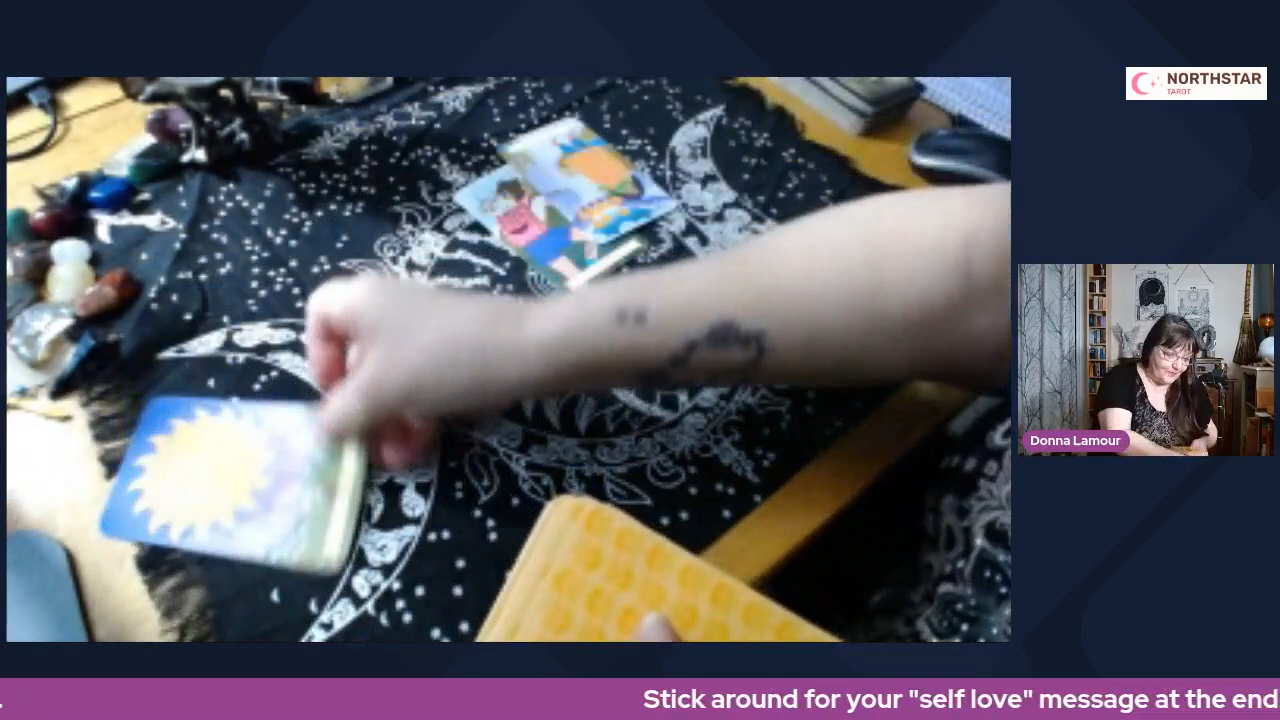 NORTHSTAR
TAROT
Donna Lamour
. Stick around for your "self love" message at the end